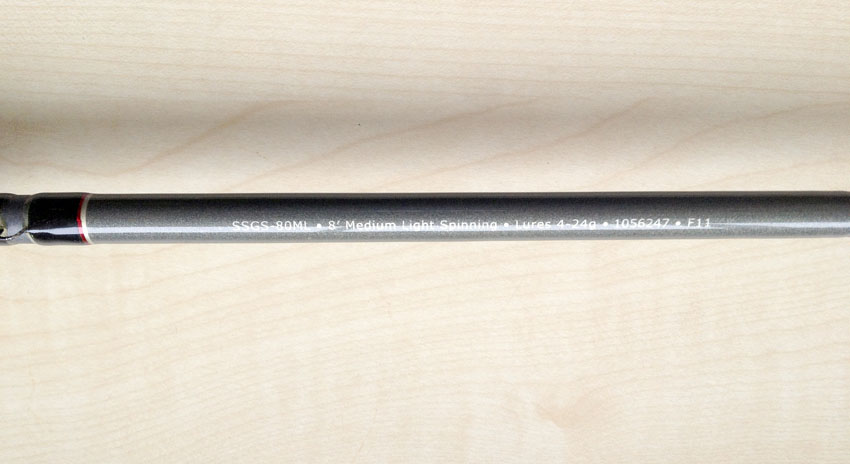 SSGS-80ML • 8' Medium Light Spinning • Lures 4-24g • 1056247 • F11